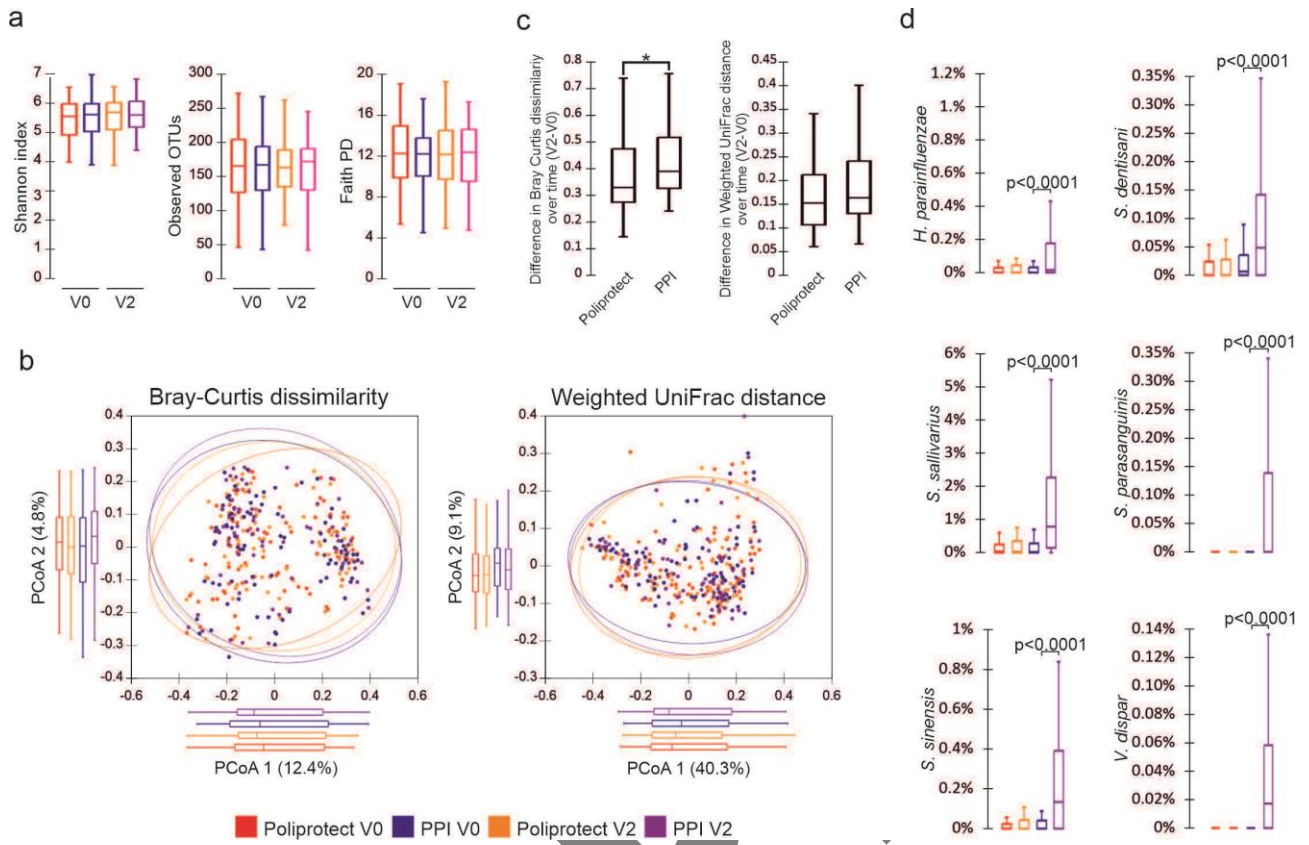 a
Shannon index
7
6
5
4
3
2
1
0
V0 V2
Observed OTUs
300
250
200
150
100
50
0
V0 V2
Faith PD
20
16
12
8
4
0
V0 V2
b
Bray-Curtis dissimilarity
PCoA 2 (4.8%)
0.4
0.3
0.2
0.1
0
-0.1
-0.2
-0.3
-0.4
-0.6 -0.4 -0.2 0 0.2 0.4 0.6
PCoA 1 (12.4%)
Weighted UniFrac distance
PCoA 2 (9.1%)
0.4
0.3
0.2
0.1
0
-0.1
-0.2
-0.3
-0.6 -0.4 -0.2 0 0.2 0.4 0.6
PCoA 1 (40.3%)
c
Difference in Bray Curtis dissimilariy
over time (V2-V0)
0.8
0.7
0.6
0.5
0.4
0.3
0.2
0.1
0
*
Poliprotect
PPI
Difference in Weighted UniFrac distance
over time (V2-V0)
0.5
0.45
0.4
0.35
0.3
0.25
0.2
0.15
0.1
0.05
0
Poliprotect
PPI
d
H. parainfluenzae
1.2%
1%
0.8%
0.6%
0.4%
0.2%
0%
p<0.0001
S. dentisani
0.35%
0.30%
0.25%
0.20%
0.15%
0.10%
0.05%
0%
p<0.0001
S. sallivarius
6%
5%
4%
3%
2%
1%
0%
p<0.0001
S. parasanguinis
0.35%
0.30%
0.25%
0.20%
0.15%
0.10%
0.05%
0%
p<0.0001
S. sinensis
1%
0.8%
0.6%
0.4%
0.2%
0%
p<0.0001
V. dispar
0.14%
0.12%
0.10%
0.08%
0.06%
0.04%
0.02%
0%
p<0.0001
Poliprotect V0 PPI V0 Poliprotect V2 PPI V2